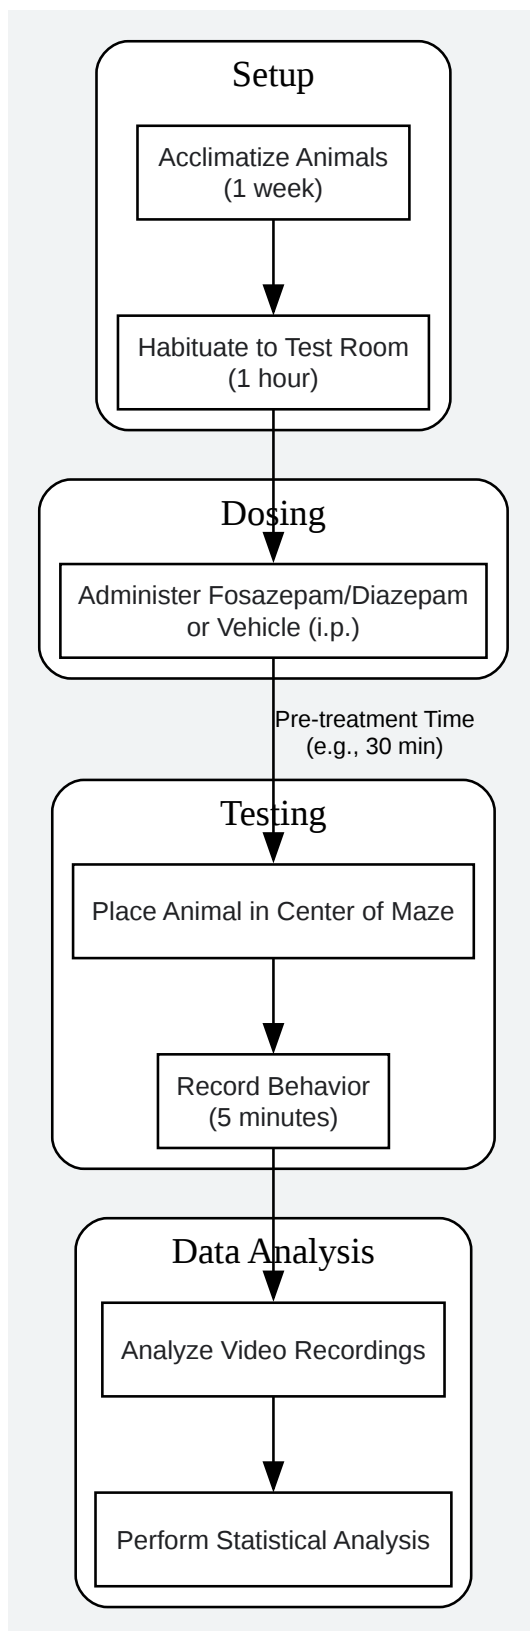 Setup
Acclimatize Animals
(1 week)
Habituate to Test Room
(1 hour)
Dosing
Administer Fosazepam/Diazepam
or Vehicle (i.p.)
Pre-treatment Time
(e.g., 30 min)
Testing
Place Animal in Center of Maze
Record Behavior
(5 minutes)
Data Analysis
Analyze Video Recordings
Perform Statistical Analysis